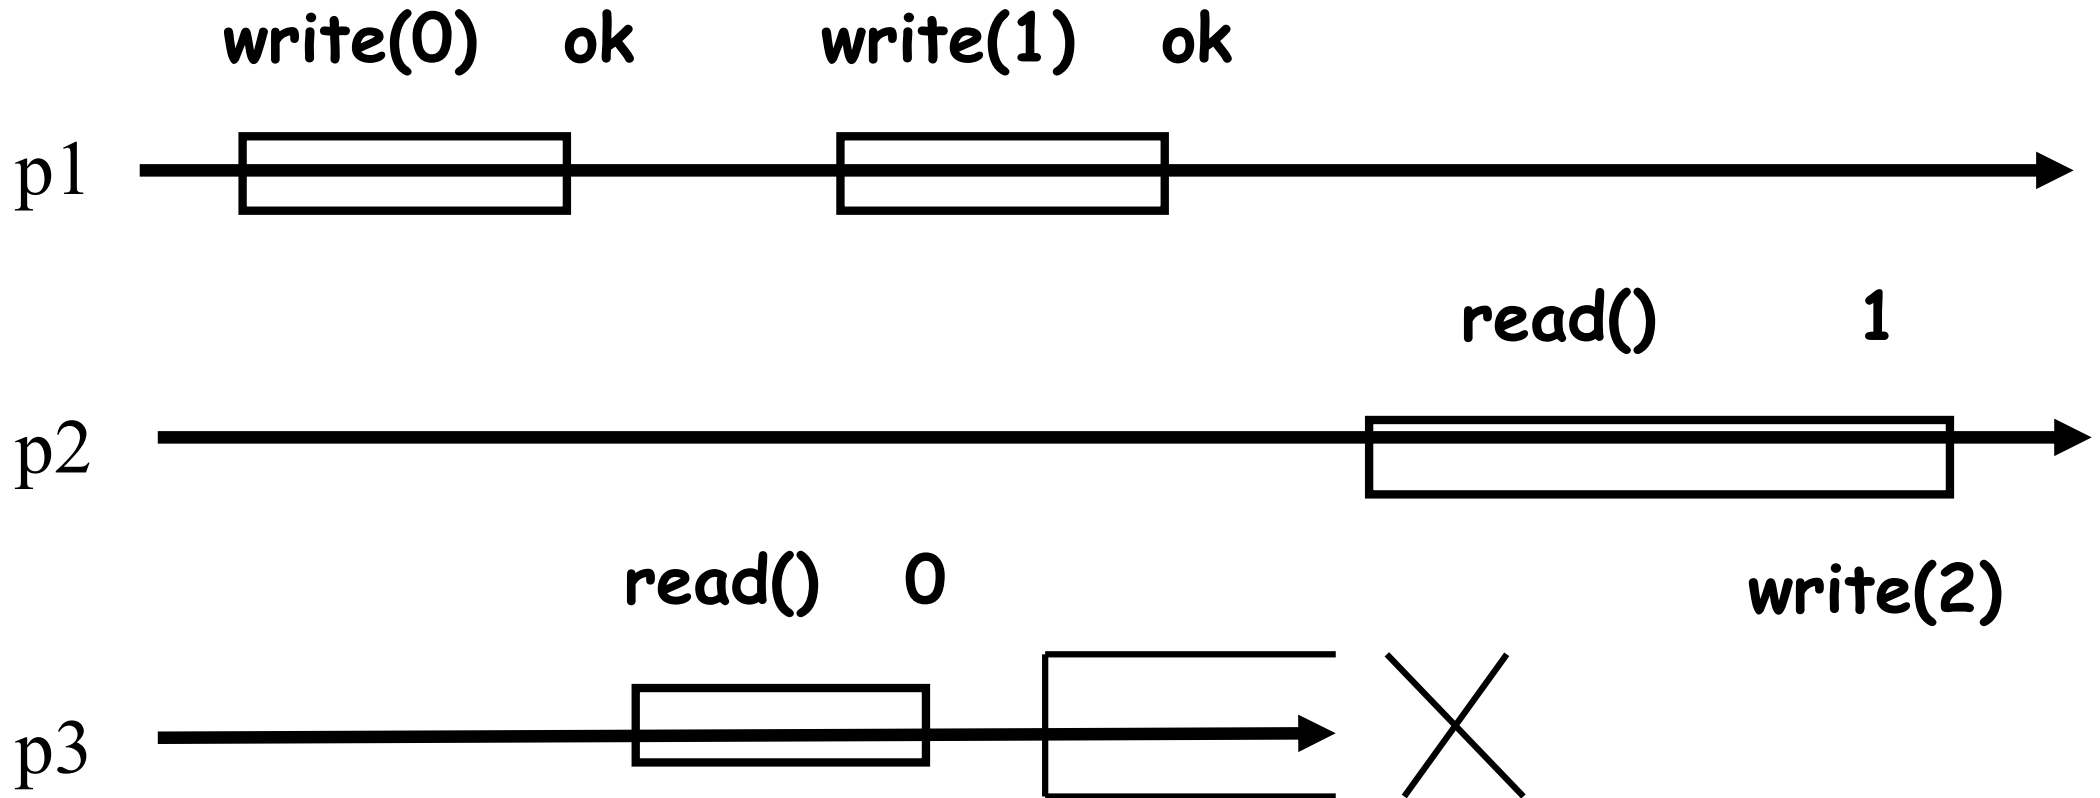 write(0) ok write(1) ok
p1
read() 1
p2
read() 0 write(2)
p3